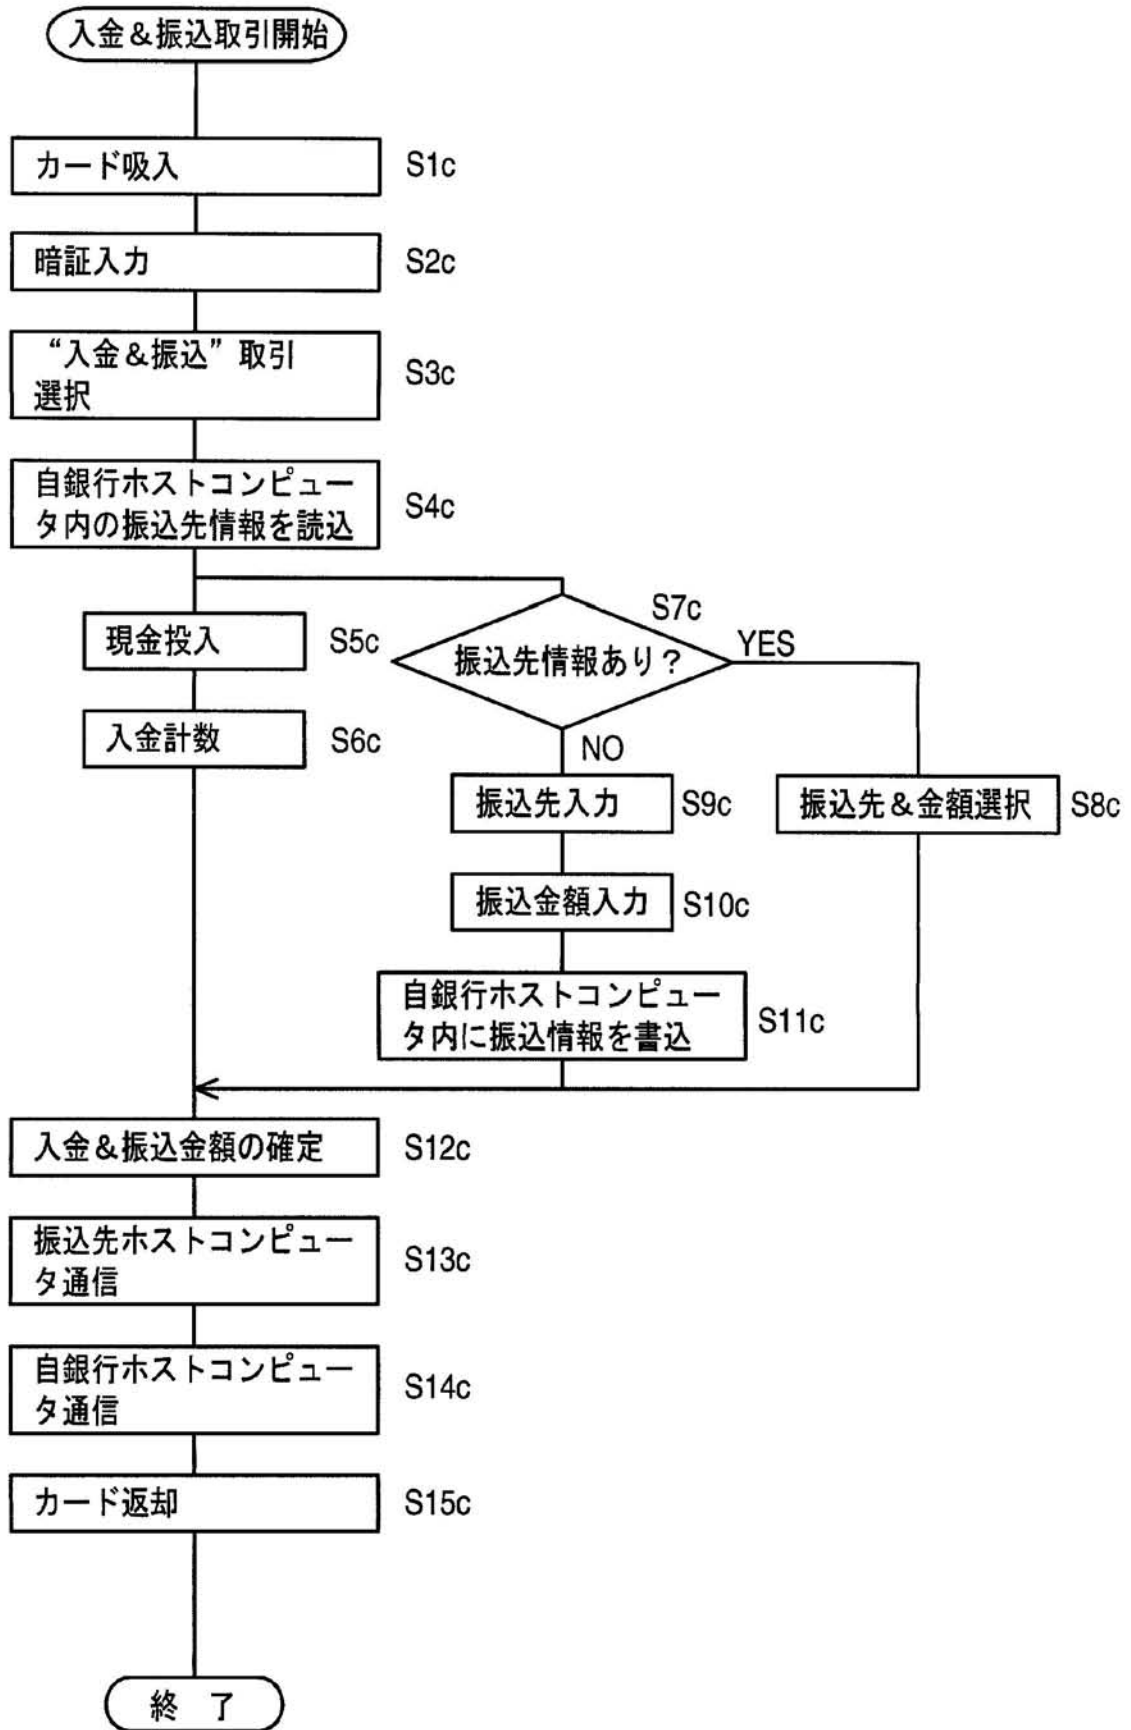 入金&振込取引開始
カード吸入
S1c
暗証入力
S2c
“入金&振込”取引
選択
S3c
自銀行ホストコンピュー
タ内の振込先情報を読込
S4c
現金投入
S5c
入金計数
S6c
S7c
振込先情報あり?
YES
NO
振込先入力
S9c
振込先&金額選択
S8c
振込金額入力
S10c
自銀行ホストコンピュー
タ内に振込情報を書込
S11c
入金&振込金額の確定
S12c
振込先ホストコンピュー
タ通信
S13c
自銀行ホストコンピュー
タ通信
S14c
カード返却
S15c
終 了